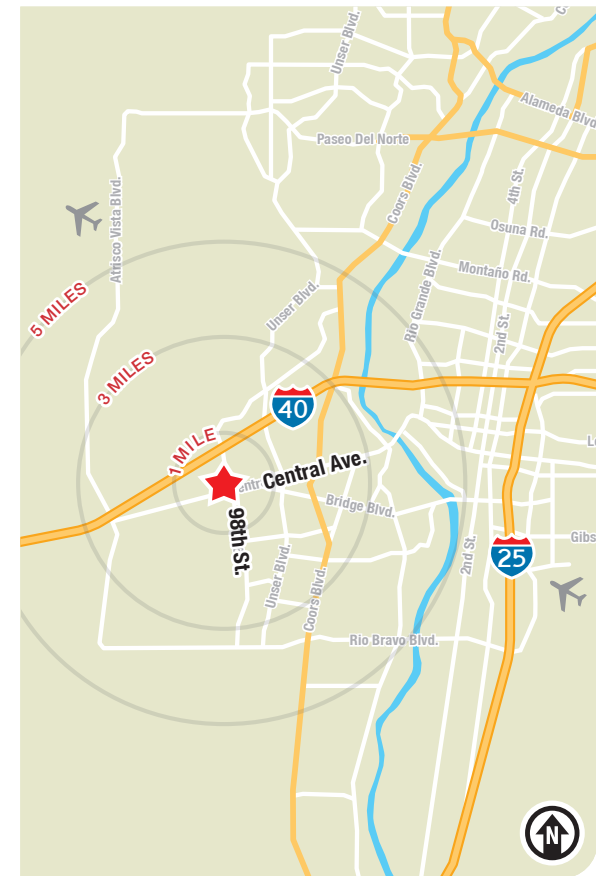 Unser Blvd.
C
Alameda Blvd
Paseo Del Norte
Coors Blvd.
4th St.
Atrisco Vista Blvd.
Osuna Rd.
Montaño Rd.
Rio Grande Blvd.
5 MILES
Unser Blvd.
2nd St.
3 MILES
40
1 MILE
L
Central Ave.
Bridge Blvd.
98th St.
2nd St.
Gibs
25
Unser Blvd.
Coors Blvd.
Rio Bravo Blvd.
N